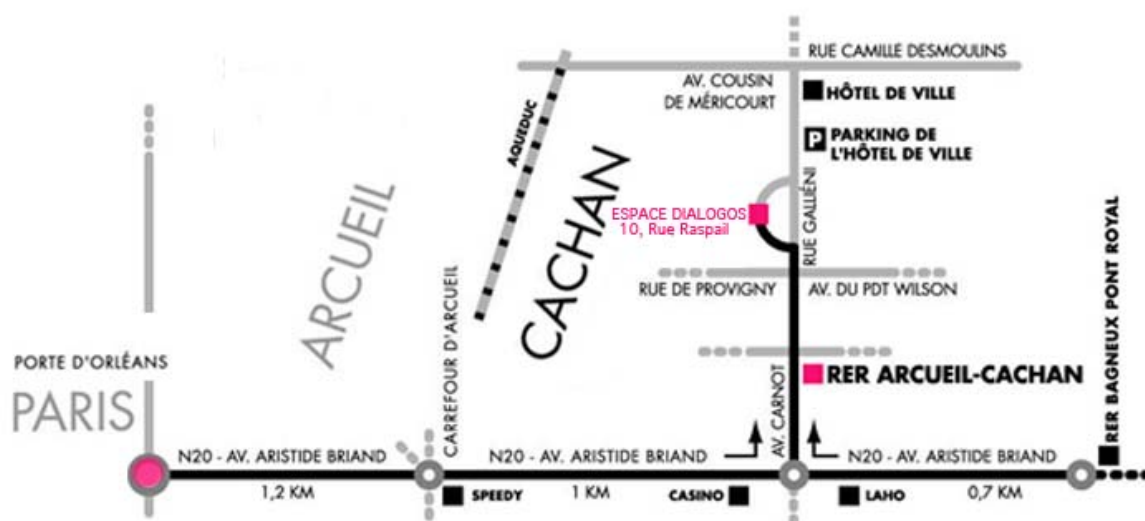 RUE CAMILLE DESMOULINS
AV. COUSIN
DE MÉRICOURT
HÔTEL DE VILLE
AQUEDUC
P
PARKING DE
L'HÔTEL DE VILLE
CACHAN
ARCUEIL
ESPACE DIALOGOS
10, Rue Raspail
RUE GALLIÉNI
RUE DE PROVIGNY
AV. DU PDT WILSON
CARREFOUR D'ARCUEIL
RER BAGNEUX PONT ROYAL
PORTE D'ORLÉANS
PARIS
RER ARCUEIL-CACHAN
AV. CARNOT
N20 - AV. ARISTIDE BRIAND
N20 - AV. ARISTIDE BRIAND
N20 - AV. ARISTIDE BRIAND
1,2 KM
SPEEDY
1 KM
CASINO
LAHO
0,7 KM